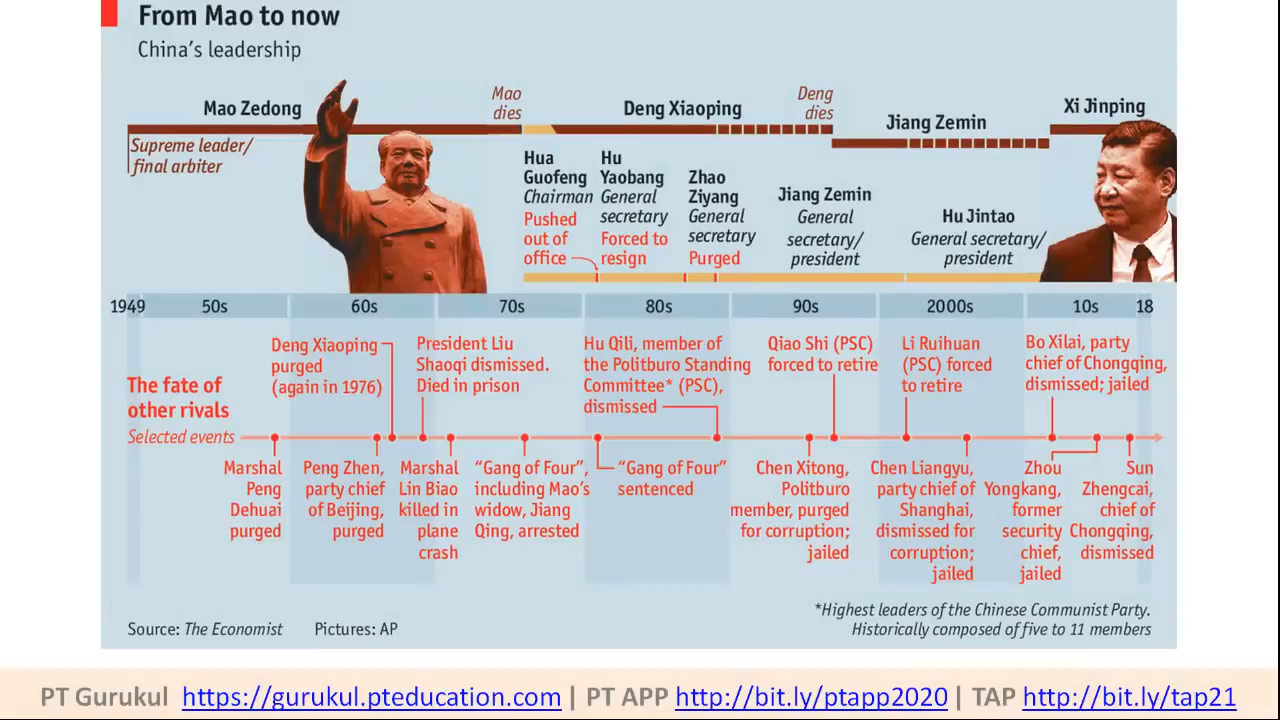 From Mao to now
China's leadership
Mao Zedong
Mao
dies
Deng Xiaoping
Deng
dies
Jiang Zemin
Xi Jinping
Supreme leader/
final arbiter
Hua
Guofeng
Chairman
Pushed
out of
office
Hu
Yaobang
General
secretary
Forced to
resign
Zhao
Ziyang
General
secretary
Purged
Jiang Zemin
General
secretary/
president
Hu Jintao
General secretary/
president
1949 50s 60s 70s 80s 90s 2000s 10s 18
The fate of
other rivals
Selected events
Deng Xiaoping
purged
(again in 1976)
President Liu
Shaoqi dismissed.
Died in prison
Hu Qili, member of
the Politburo Standing
Committee* (PSC),
dismissed
Qiao Shi (PSC)
forced to retire
Li Ruihuan
(PSC) forced
to retire
Bo Xilai, party
chief of Chongqing,
dismissed; jailed
Marshal
Peng
Dehuai
purged
Peng Zhen,
party chief
of Beijing,
purged
Marshal
Lin Biao
killed in
plane
crash
"Gang of Four",
including Mao's
widow, Jiang
Qing, arrested
"Gang of Four"
sentenced
Chen Xitong,
Politburo
member, purged
for corruption;
jailed
Chen Liangyu,
party chief of
Shanghai,
dismissed for
corruption;
jailed
Zhou
Yongkang,
former
security
chief,
jailed
Sun
Zhengcai,
chief of
Chongqing,
dismissed
*Highest leaders of the Chinese Communist Party.
Historically composed of five to 11 members
Source: The Economist Pictures: AP
PT Gurukul https://gurukul.pteducation.com | PT APP http://bit.ly/ptapp2020 | TAP http://bit.ly/tap21